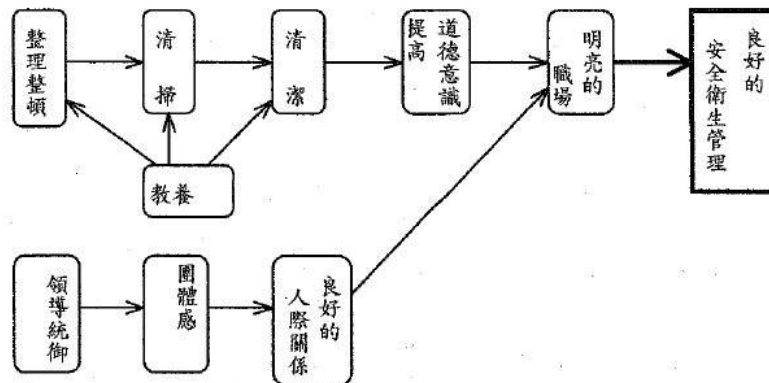 整理整頓
清掃
清潔
道德意識
提高
明亮的
職場
良好的
安全衛生管理
教養
領導統御
團體感
良好的
人際關係